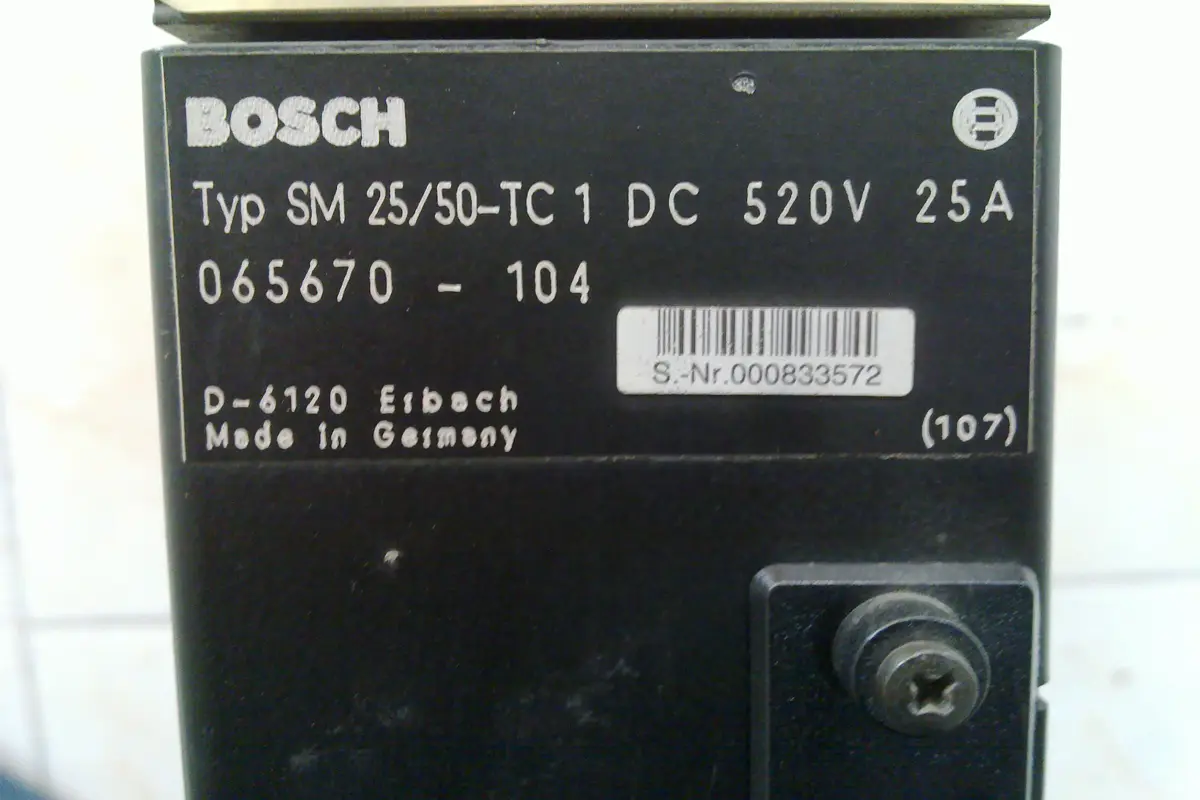 BOSCH
Typ SM 25/50-TC 1 DC 520V 25A
065670 - 104
S.-Nr.000833572
D-6120 Erbach
Made in Germany
(107)